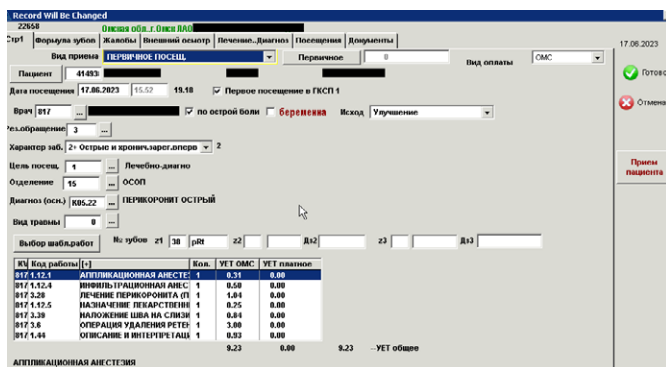 Record Will Be Changed
22658 Омская обл..г. Омск ЛАО
Стр1 Формула зубов Жалобы Внешний осмотр Лечение..Диагноз Посещения Документы
17.06.2023
Вид приема ПЕРВИЧНОЕ ПОСЕЩ. Первичное 0 Вид оплаты ОМС
Пациент 41493
Готово
Дата посещения 17.06.2023 15.52 19.18 Первое посещение в ГКСП 1
Отмена
Врач 817 ... по острой боли беременна Исход Улучшение
Рез.обращение 3 ...
Характер заб. 2+ Острые и хронич.зарег.вперв 2
Цель посещ. 1 ... Лечебно-диагно
Прием пациента
Отделение 15 ... ОСОП
Диагноз (осн.) K05.22 ... ПЕРИКОРОНИТ ОСТРЫЙ
Вид травмы 0 ...
Выбор шабл.работ № зубов z1 38 pRt z2 Дз2 z3 Дз3
KV Код работы [+] Кол. УЕТ ОМС УЕТ платное
817 1.12.1 АППЛИКАЦИОННАЯ АНЕСТЕ 1 0.31 0.00
817 1.12.4 ИНФИЛЬТРАЦИОННАЯ АНЕС 1 0.50 0.00
817 3.28 ЛЕЧЕНИЕ ПЕРИКОРОНИТА (П 1 1.04 0.00
817 1.12.5 НАЗНАЧЕНИЕ ЛЕКАРСТВЕНН 1 0.25 0.00
817 3.39 НАЛОЖЕНИЕ ШВА НА СЛИЗИ 1 0.84 0.00
817 3.6 ОПЕРАЦИЯ УДАЛЕНИЯ РЕТЕН 1 3.00 0.00
817 1.44 ОПИСАНИЕ И ИНТЕРПРЕТАЦ 1 0.93 0.00
9.23 0.00 9.23 --УЕТ общее
АППЛИКАЦИОННАЯ АНЕСТЕЗИЯ